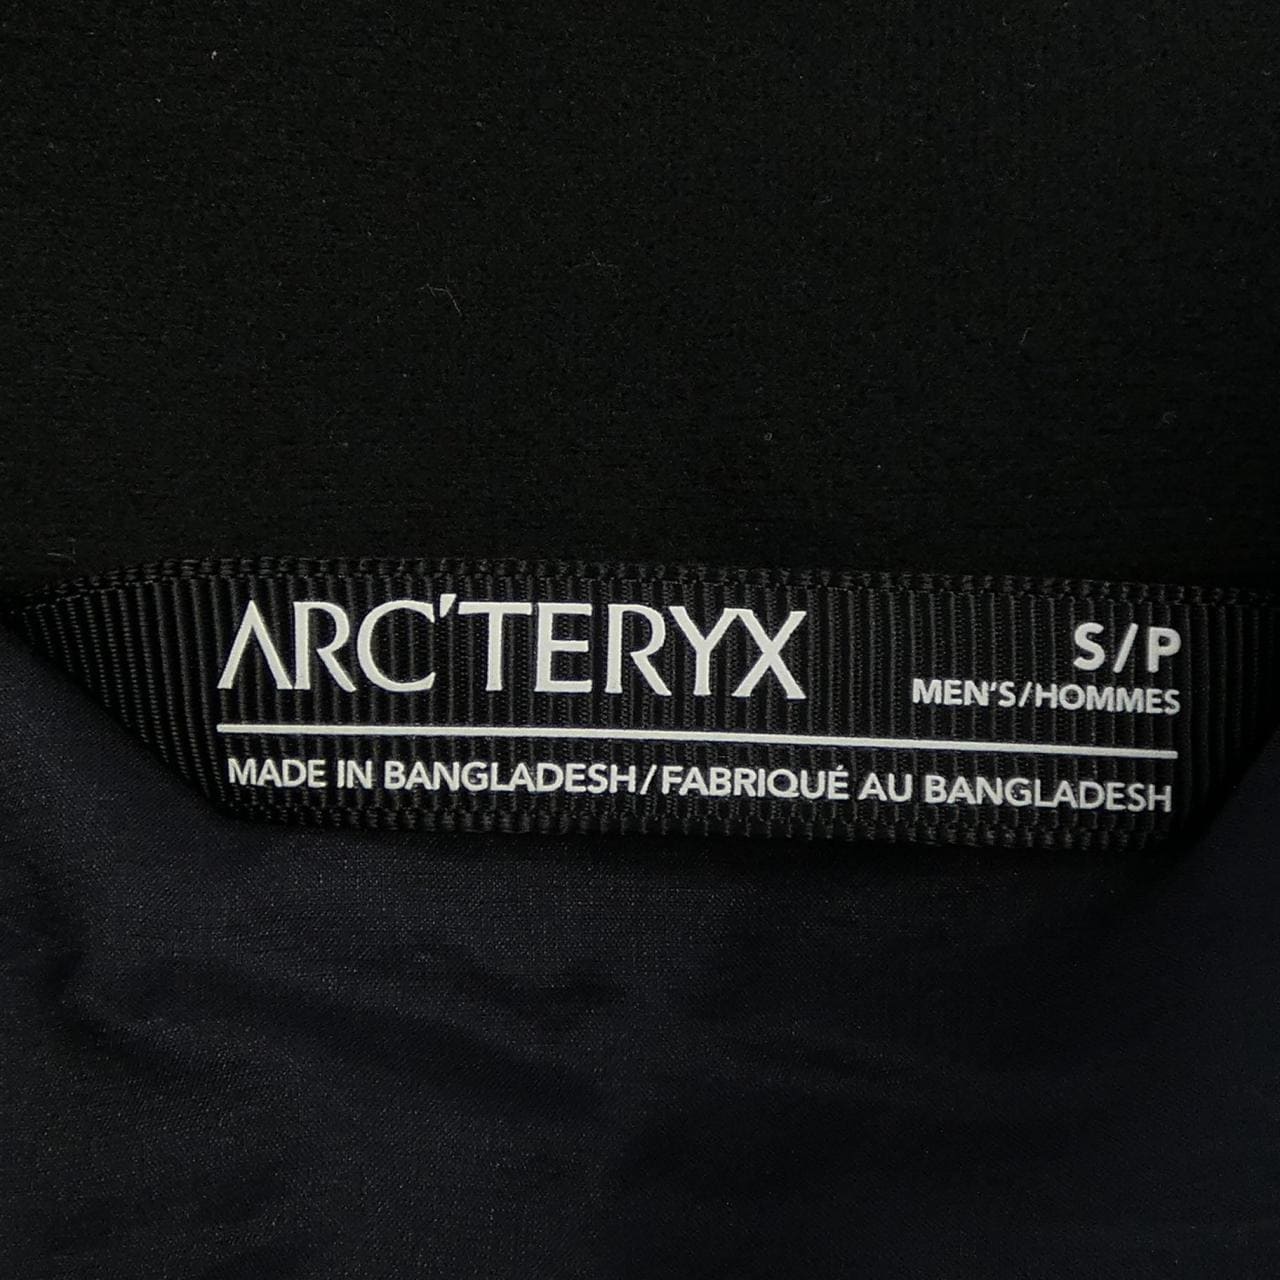 ARC'TERYX
S/P
MEN'S/HOMMES
MADE IN BANGLADESH/FABRIQUÉ AU BANGLADESH